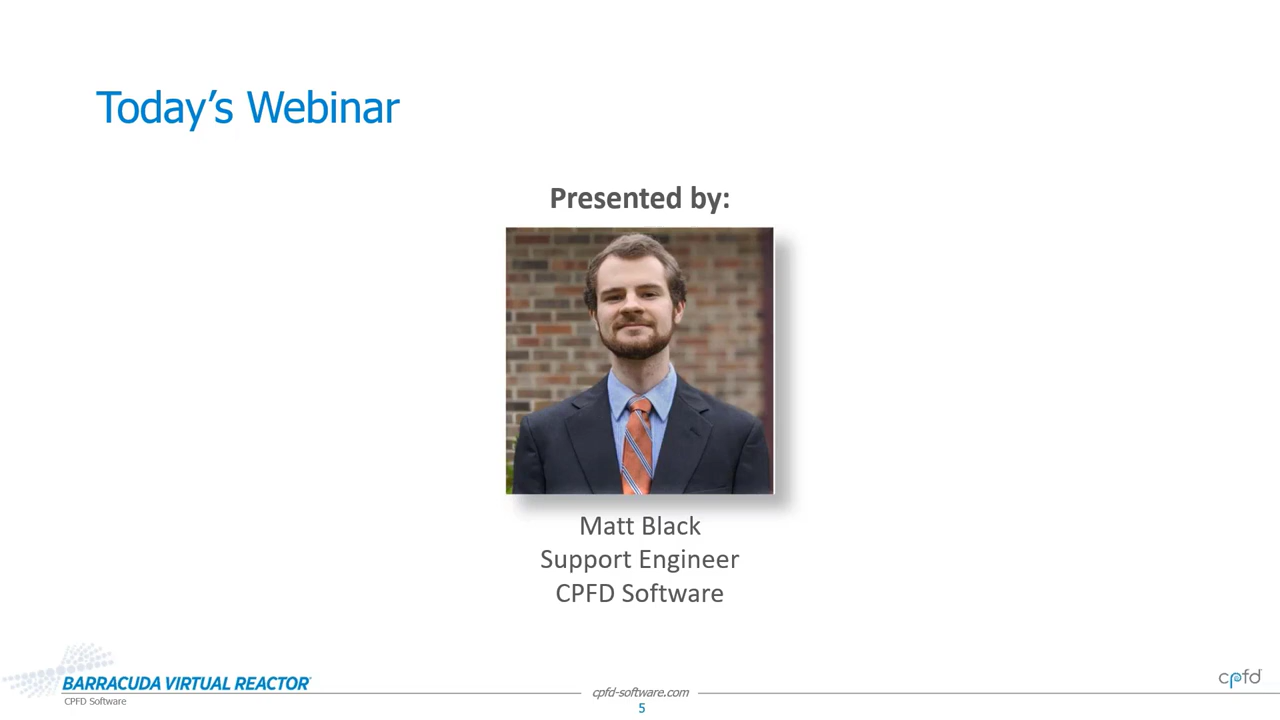 Today’s Webinar
Presented by:
Matt Black
Support Engineer
CPFD Software
BARRACUDA VIRTUAL REACTOR
CPFD Software
cpfd-software.com
5
cpfd